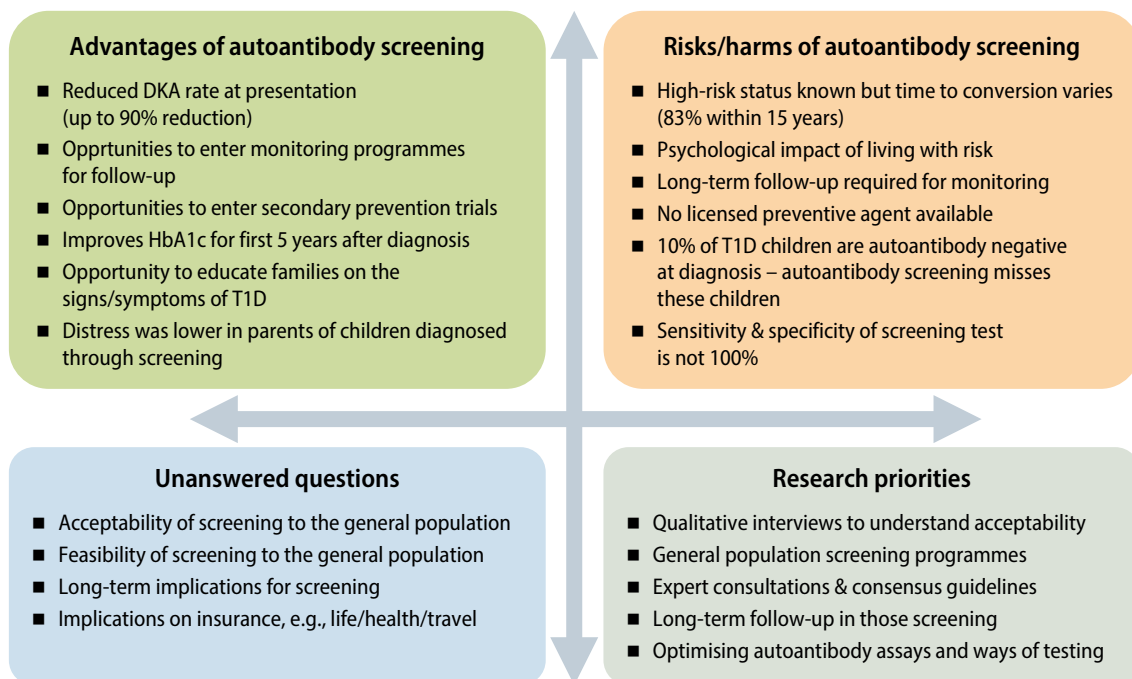 Advantages of autoantibody screening
■ Reduced DKA rate at presentation
(up to 90% reduction)
■ Opprtunities to enter monitoring programmes
for follow-up
■ Opportunities to enter secondary prevention trials
■ Improves HbA1c for first 5 years after diagnosis
■ Opportunity to educate families on the
signs/symptoms of T1D
■ Distress was lower in parents of children diagnosed
through screening
Risks/harms of autoantibody screening
■ High-risk status known but time to conversion varies
(83% within 15 years)
■ Psychological impact of living with risk
■ Long-term follow-up required for monitoring
■ No licensed preventive agent available
■ 10% of T1D children are autoantibody negative
at diagnosis – autoantibody screening misses
these children
■ Sensitivity & specificity of screening test
is not 100%
Unanswered questions
■ Acceptability of screening to the general population
■ Feasibility of screening to the general population
■ Long-term implications for screening
■ Implications on insurance, e.g., life/health/travel
Research priorities
■ Qualitative interviews to understand acceptability
■ General population screening programmes
■ Expert consultations & consensus guidelines
■ Long-term follow-up in those screening
■ Optimising autoantibody assays and ways of testing